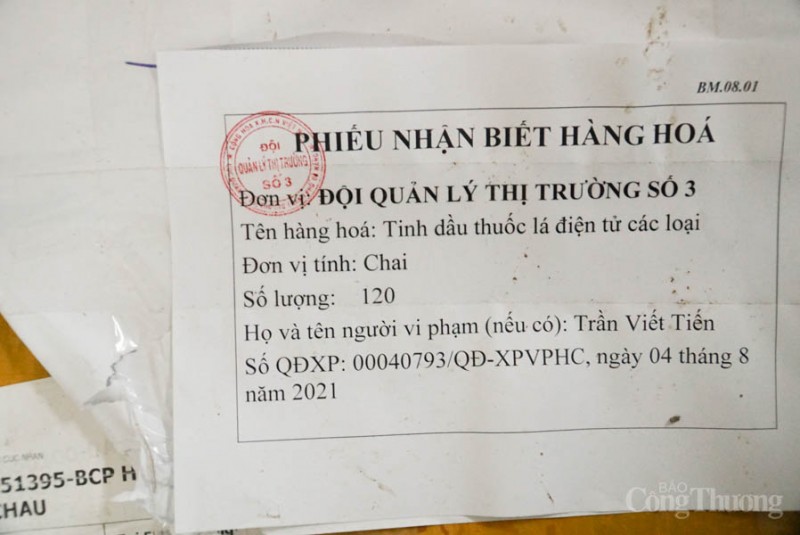 BM.08.01
PHIẾU NHẬN BIẾT HÀNG HOÁ
ĐỘI
QUẢN LÝ THỊ TRƯỜNG
SỐ 3
Đơn vị: ĐỘI QUẢN LÝ THỊ TRƯỜNG SỐ 3
Tên hàng hoá: Tinh dầu thuốc lá điện tử các loại
Đơn vị tính: Chai
Số lượng: 120
Họ và tên người vi phạm (nếu có): Trần Viết Tiến
Số QĐXP: 00040793/QĐ-XPVPHC, ngày 04 tháng 8
năm 2021
51395-BCP H
CHAU
BÁO
Công Thương